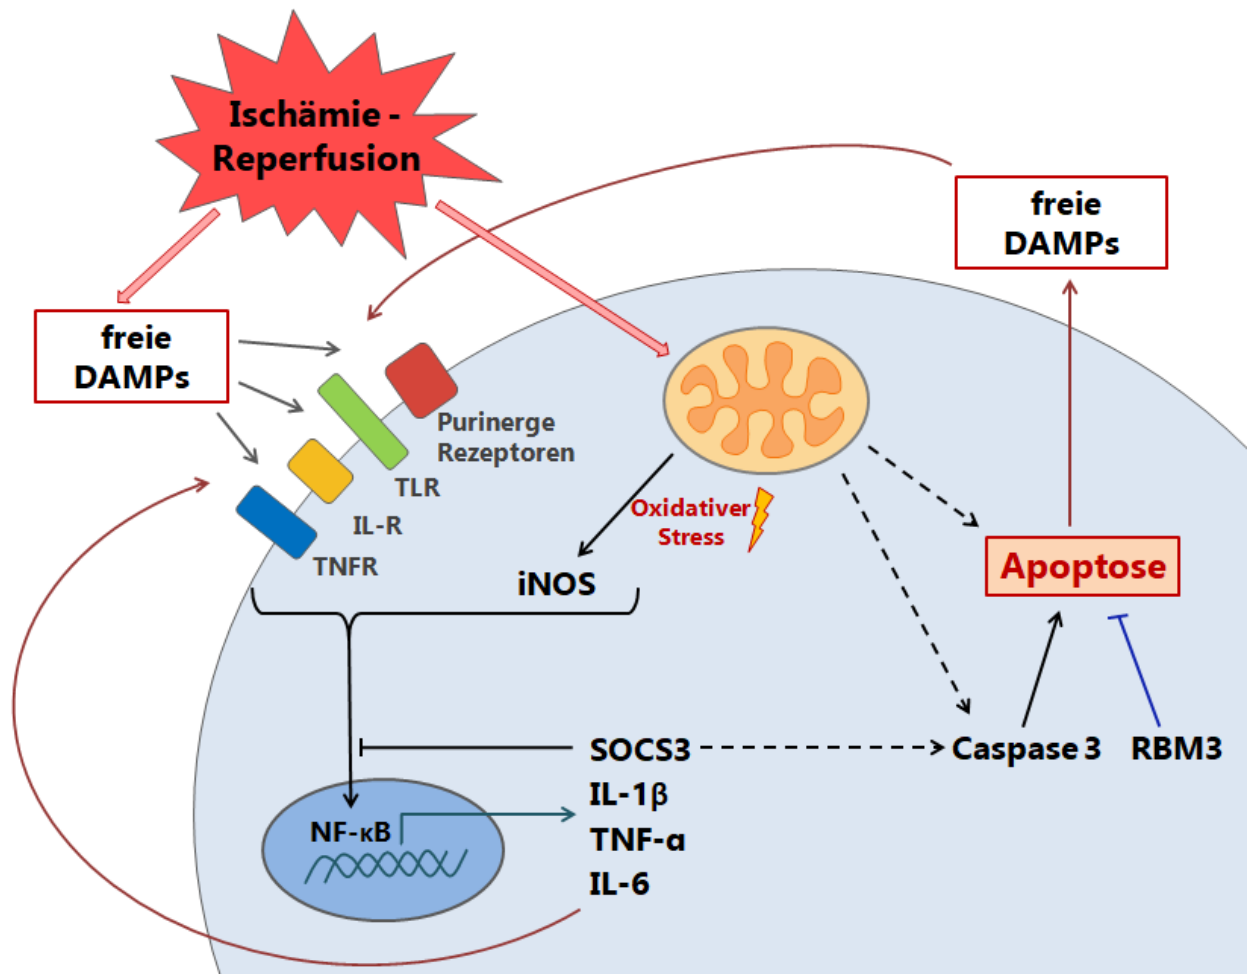 Ischämie -
Reperfusion
freie
DAMPs
freie
DAMPs
Purinerge
Rezeptoren
TLR
IL-R
TNFR
Oxidativer
Stress
iNOS
Apoptose
SOCS3
Caspase 3
RBM3
IL-1β
TNF-α
IL-6
NF-κB